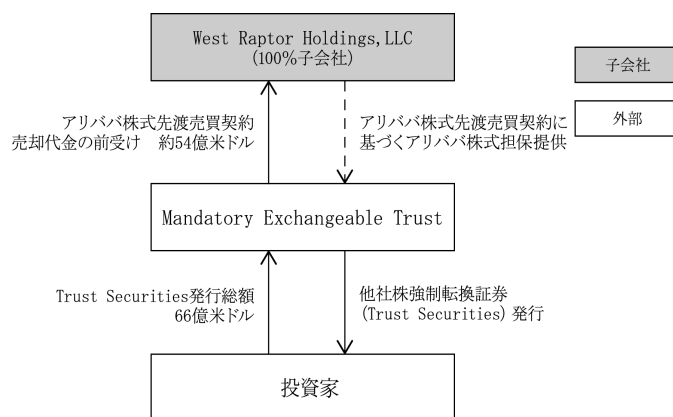 West Raptor Holdings,LLC
(100%子会社)
子会社
外部
アリババ株式先渡売買契約
売却代金の前受け　約54億米ドル
アリババ株式先渡売買契約に
基づくアリババ株式担保提供
Mandatory Exchangeable Trust
Trust Securities発行総額
66億米ドル
他社株強制転換証券
(Trust Securities) 発行
投資家